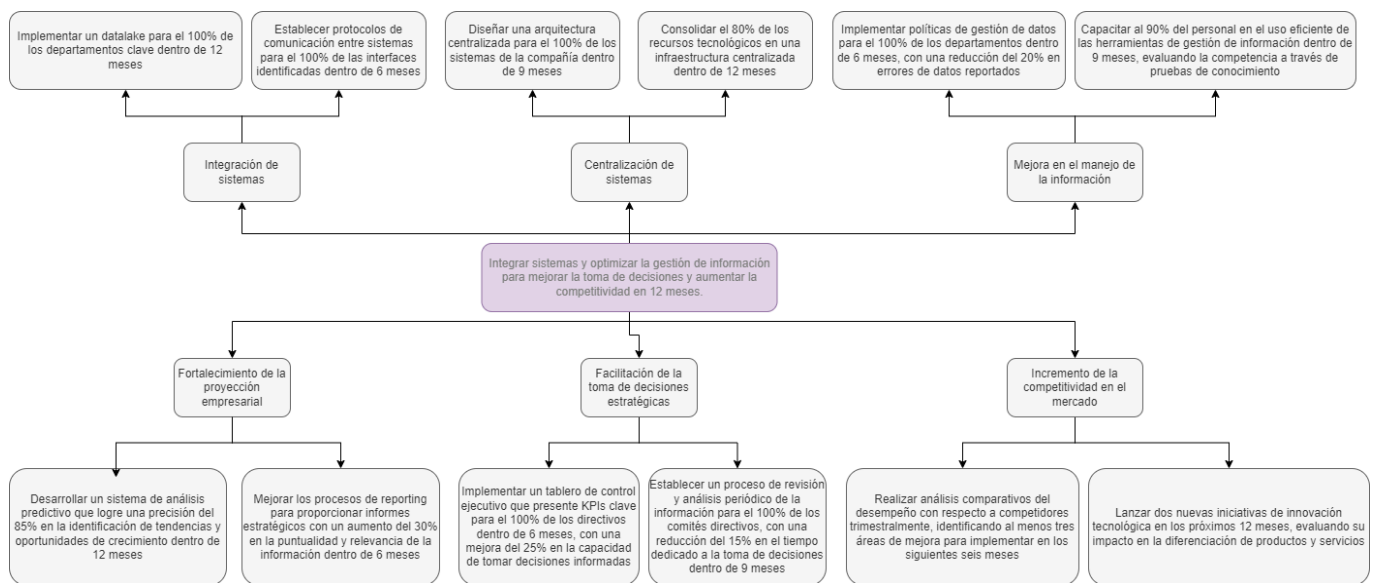 Implementar un datalake para el 100% de
los departamentos clave dentro de 12
meses
Establecer protocolos de
comunicación entre sistemas
para el 100% de las interfaces
identificadas dentro de 6 meses
Diseñar una arquitectura
centralizada para el 100% de los
sistemas de la compañía dentro
de 9 meses
Consolidar el 80% de los
recursos tecnológicos en una
infraestructura centralizada
dentro de 12 meses
Implementar políticas de gestión de datos
para el 100% de los departamentos dentro
de 6 meses, con una reducción del 20% en
errores de datos reportados
Capacitar al 90% del personal en el uso eficiente de
las herramientas de gestión de información dentro de
9 meses, evaluando la competencia a través de
pruebas de conocimiento
Integración de
sistemas
Centralización de
sistemas
Mejora en el manejo de
la información
Integrar sistemas y optimizar la gestión de información
para mejorar la toma de decisiones y aumentar la
competitividad en 12 meses.
Fortalecimiento de la
proyección
empresarial
Facilitación de la
toma de decisiones
estratégicas
Incremento de la
competitividad en el
mercado
Desarrollar un sistema de análisis
predictivo que logre una precisión del
85% en la identificación de tendencias y
oportunidades de crecimiento dentro de
12 meses
Mejorar los procesos de reporting
para proporcionar informes
estratégicos con un aumento del 30%
en la puntualidad y relevancia de la
información dentro de 6 meses
Implementar un tablero de control
ejecutivo que presente KPIs clave
para el 100% de los directivos
dentro de 6 meses, con una
mejora del 25% en la capacidad
de tomar decisiones informadas
Establecer un proceso de revisión
y análisis periódico de la
información para el 100% de los
comités directivos, con una
reducción del 15% en el tiempo
dedicado a la toma de decisiones
dentro de 9 meses
Realizar análisis comparativos del
desempeño con respecto a competidores
trimestralmente, identificando al menos tres
áreas de mejora para implementar en los
siguientes seis meses
Lanzar dos nuevas iniciativas de innovación
tecnológica en los próximos 12 meses, evaluando su
impacto en la diferenciación de productos y servicios